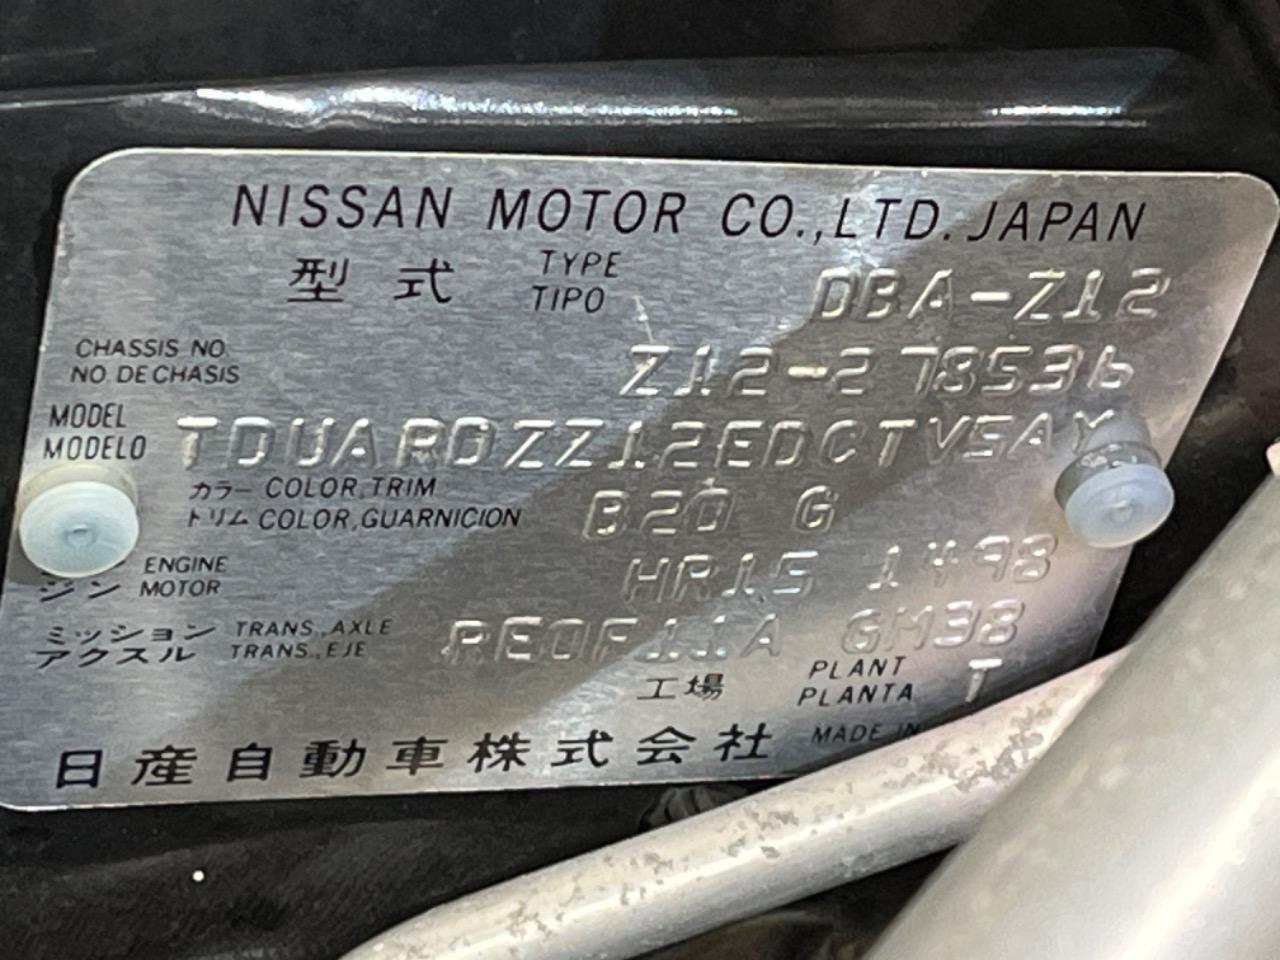 NISSAN MOTOR CO.,LTD. JAPAN
型式 TYPE TIPO DBA-Z12
CHASSIS NO. NO. DE CHASIS Z12-278536
MODEL MODELO TDUARDZZ12EDCTV5AY
カラー COLOR,TRIM
トリム COLOR,GUARNICION B20 G
ENGINE
ジン MOTOR HR15 1498
ミッション TRANS.,AXLE
アクスル TRANS.,EJE RE0F11A GM38
工場 PLANT PLANTA T
日産自動車株式会社 MADE IN